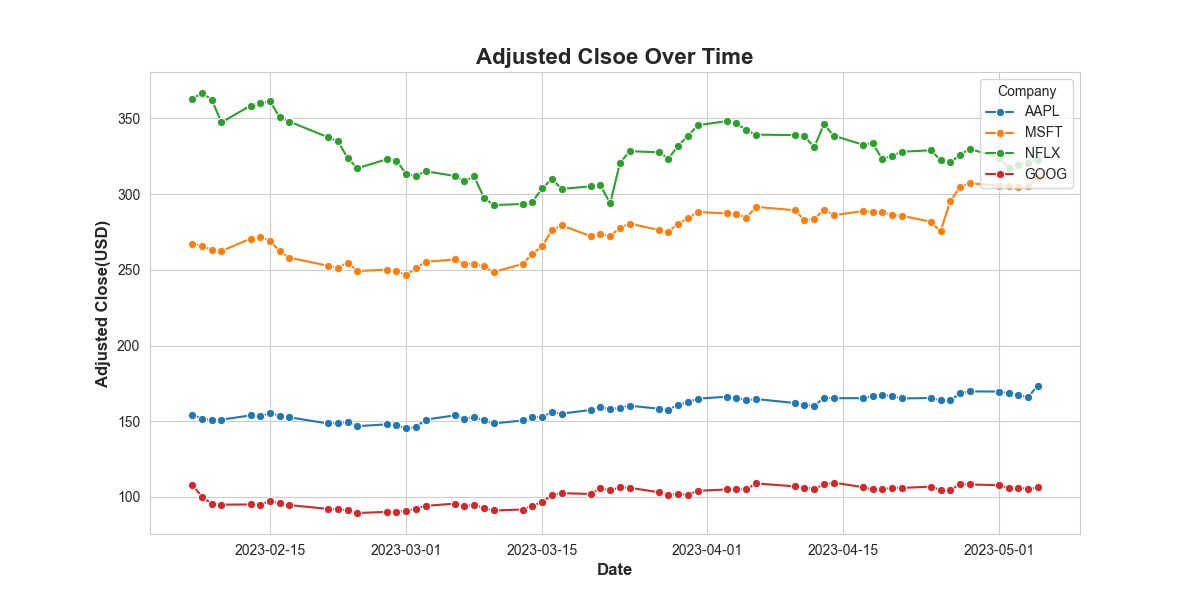 Adjusted Clsoe Over Time
Company
AAPL
MSFT
NFLX
GOOG
Adjusted Close(USD)
350
300
250
200
150
100
2023-02-15
2023-03-01
2023-03-15
2023-04-01
2023-04-15
2023-05-01
Date